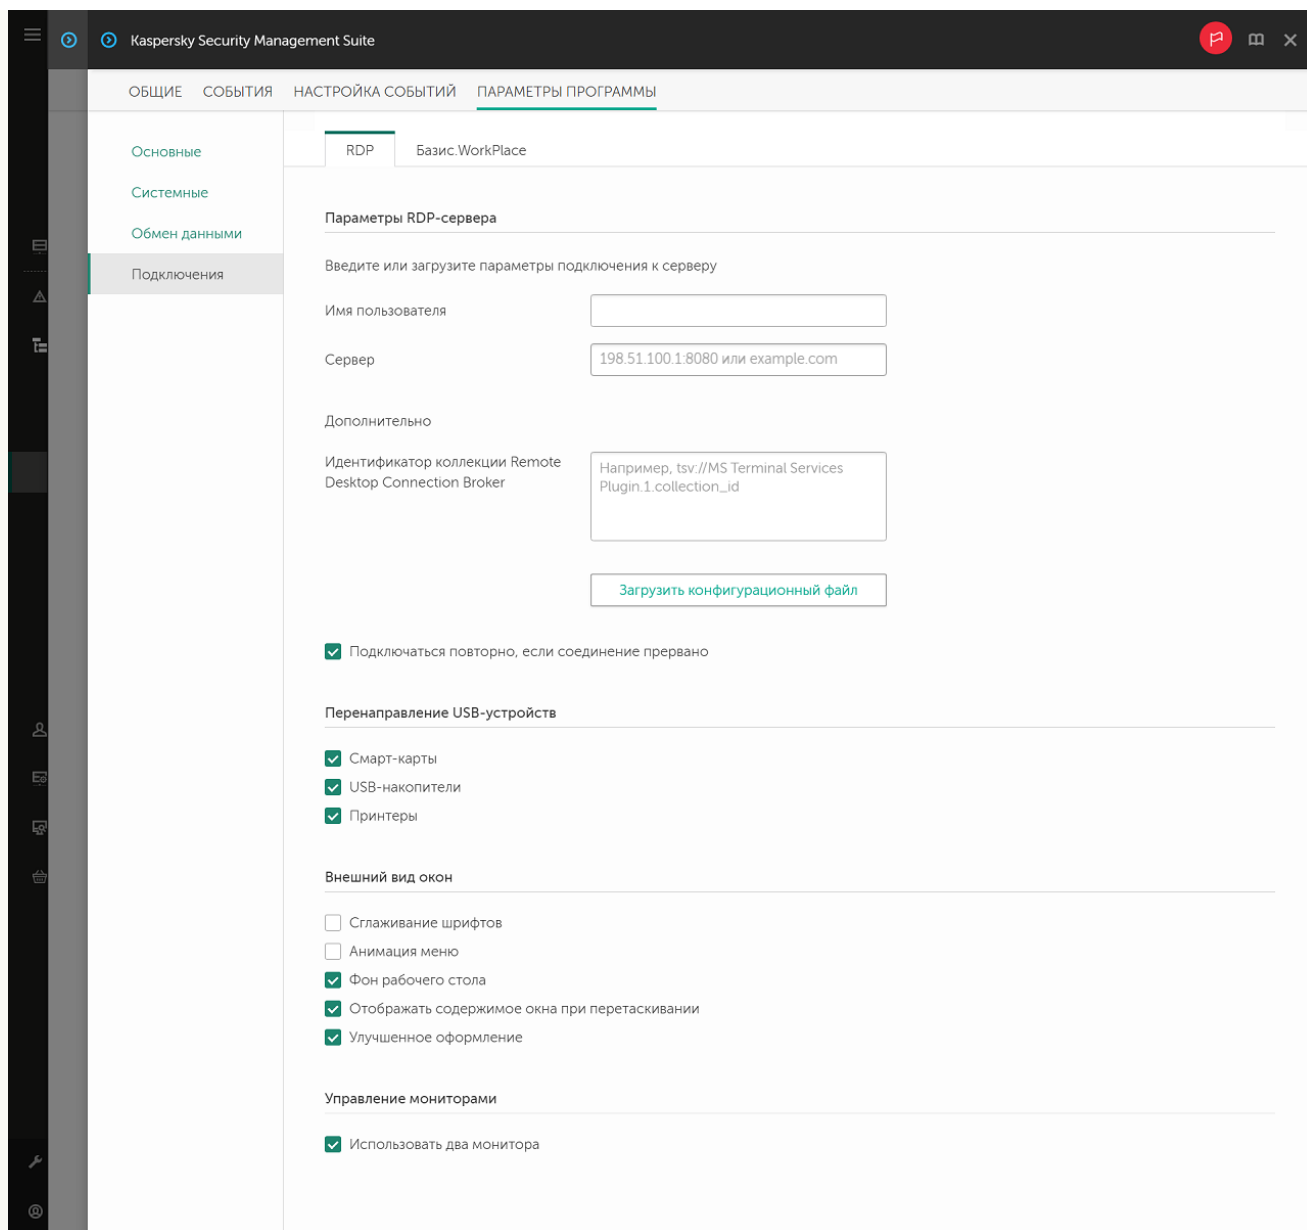 Kaspersky Security Management Suite
ОБЩИЕ СОБЫТИЯ НАСТРОЙКА СОБЫТИЙ ПАРАМЕТРЫ ПРОГРАММЫ
Основные
Системные
Обмен данными
Подключения
RDP Базис.WorkPlace
Параметры RDP-сервера
Введите или загрузите параметры подключения к серверу
Имя пользователя
Сервер 198.51.100.1:8080 или example.com
Дополнительно
Идентификатор коллекции Remote
Desktop Connection Broker
Например, tsv://MS Terminal Services
Plugin.1.collection_id
Загрузить конфигурационный файл
Подключаться повторно, если соединение прервано
Перенаправление USB-устройств
Смарт-карты
USB-накопители
Принтеры
Внешний вид окон
Сглаживание шрифтов
Анимация меню
Фон рабочего стола
Отображать содержимое окна при перетаскивании
Улучшенное оформление
Управление мониторами
Использовать два монитора